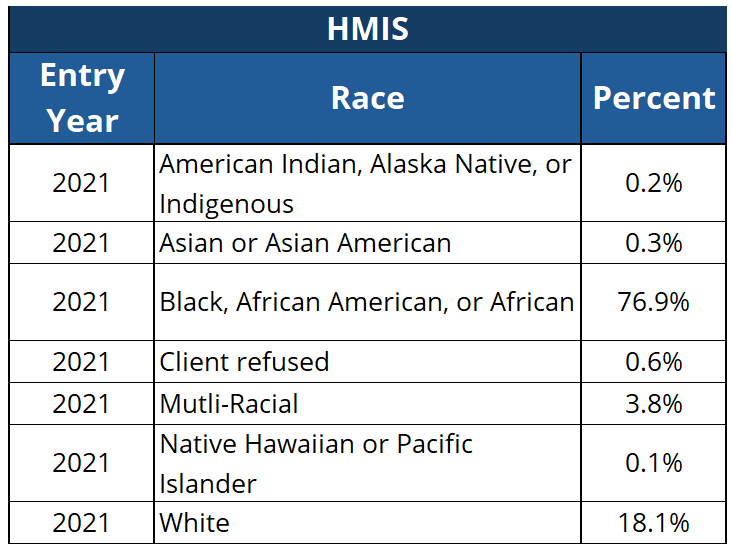 HMIS
Entry Year Race Percent
2021 American Indian, Alaska Native, or Indigenous 0.2%
2021 Asian or Asian American 0.3%
2021 Black, African American, or African 76.9%
2021 Client refused 0.6%
2021 Mutli-Racial 3.8%
2021 Native Hawaiian or Pacific Islander 0.1%
2021 White 18.1%